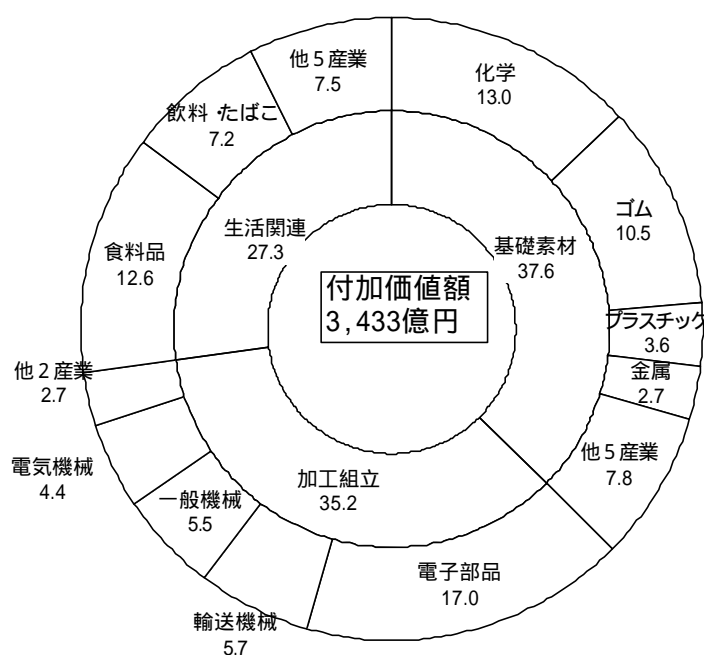 他5産業
7.5
化学
13.0
飲料・たばこ
7.2
ゴム
10.5
生活関連
27.3
基礎素材
37.6
食料品
12.6
付加価値額
3,433億円
プラスチック
3.6
他2産業
2.7
金属
2.7
他5産業
7.8
電気機械
4.4
一般機械
5.5
加工組立
35.2
電子部品
17.0
輸送機械
5.7